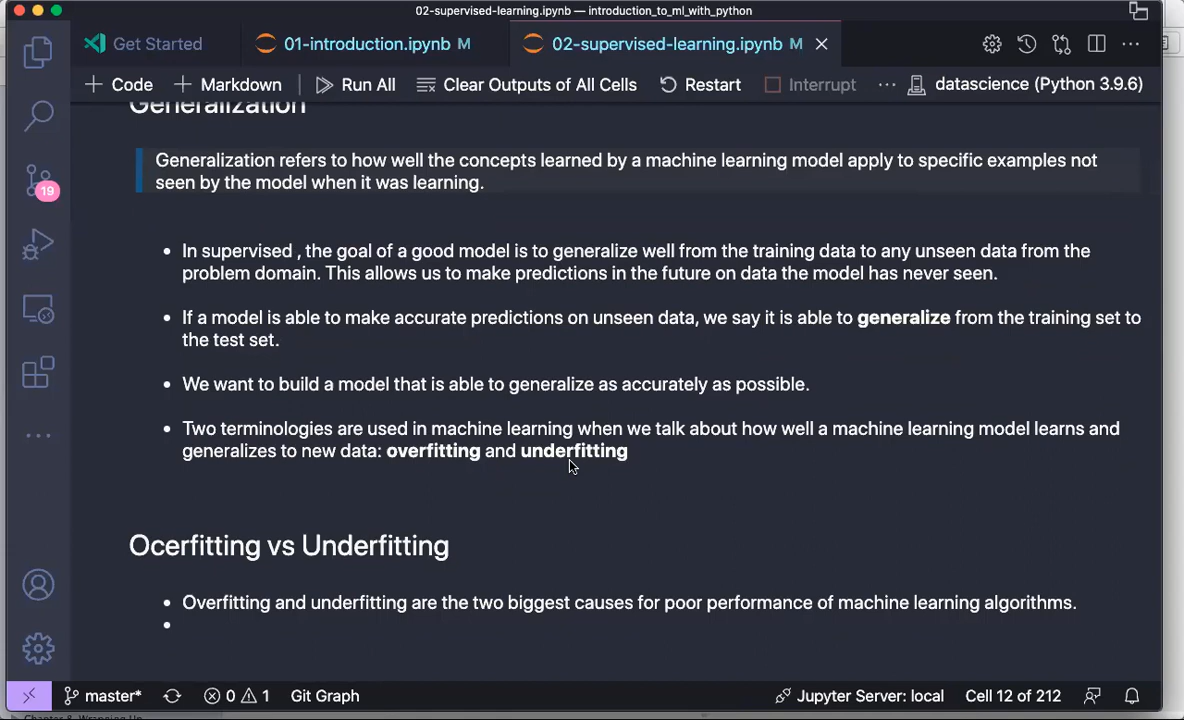 02-supervised-learning.ipynb — introduction_to_ml_with_python
Get Started
01-introduction.ipynb M
02-supervised-learning.ipynb M
+ Code + Markdown Run All Clear Outputs of All Cells Restart Interrupt ... datascience (Python 3.9.6)
Generalization
Generalization refers to how well the concepts learned by a machine learning model apply to specific examples not
seen by the model when it was learning.
19
• In supervised , the goal of a good model is to generalize well from the training data to any unseen data from the
problem domain. This allows us to make predictions in the future on data the model has never seen.
• If a model is able to make accurate predictions on unseen data, we say it is able to generalize from the training set to
the test set.
• We want to build a model that is able to generalize as accurately as possible.
• Two terminologies are used in machine learning when we talk about how well a machine learning model learns and
generalizes to new data: overfitting and underfitting
Ocerfitting vs Underfitting
• Overfitting and underfitting are the two biggest causes for poor performance of machine learning algorithms.
•
master* 0 1 Git Graph Jupyter Server: local Cell 12 of 212